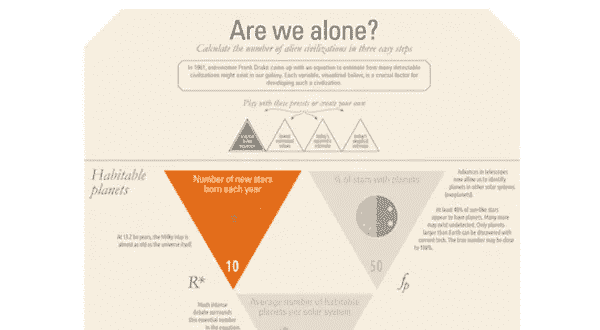 Are we alone?
Calculate the number of alien civilizations in three easy steps
In 1961, astronomer Frank Drake came up with an equation to estimate how many detectable
civilizations might exist in our galaxy. Each variable, visualized below, is a crucial factor for
developing such a civilization.
Play with these presets or create your own
today's
today's
Habitable
planets
Number of new stars
born each year
10
R*
At 13.2 bn years, the Milky Way is
almost as old as the universe itself.
% of stars with planets
50
fp
Advances in telescopes
now allow us to identify
planets in other solar systems
(exoplanets).
At least 40% of sun-like stars
appear to have planets. Many more
may exist undetected. Only planets
larger than Earth can be discovered with
current tech. The true number may be close
to 100%.
Much intense
debate surrounds
this essential number
in the equation.
Average number of habitable
planets per solar system